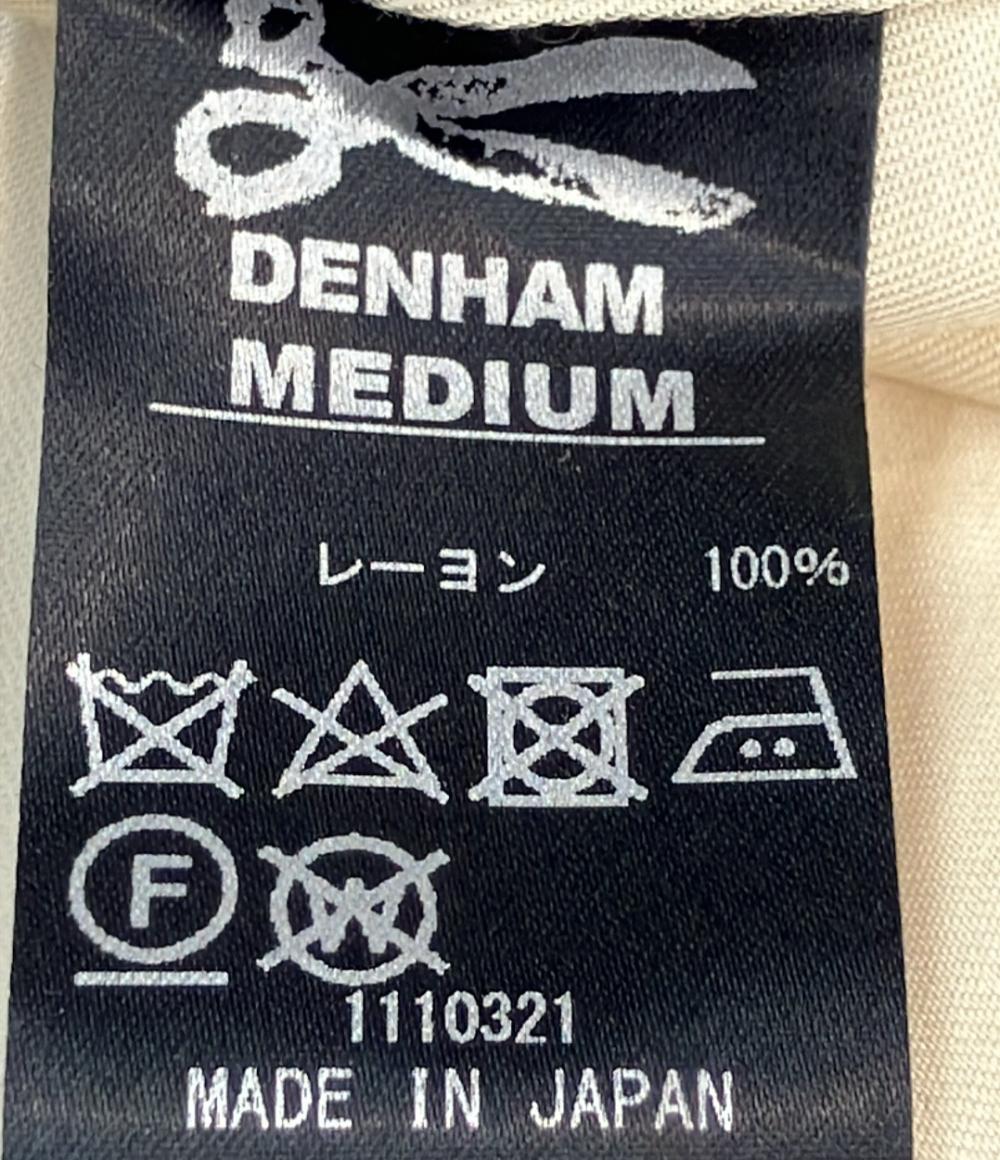 DENHAM
MEDIUM
レーヨン 100%
F W
1110321
MADE IN JAPAN